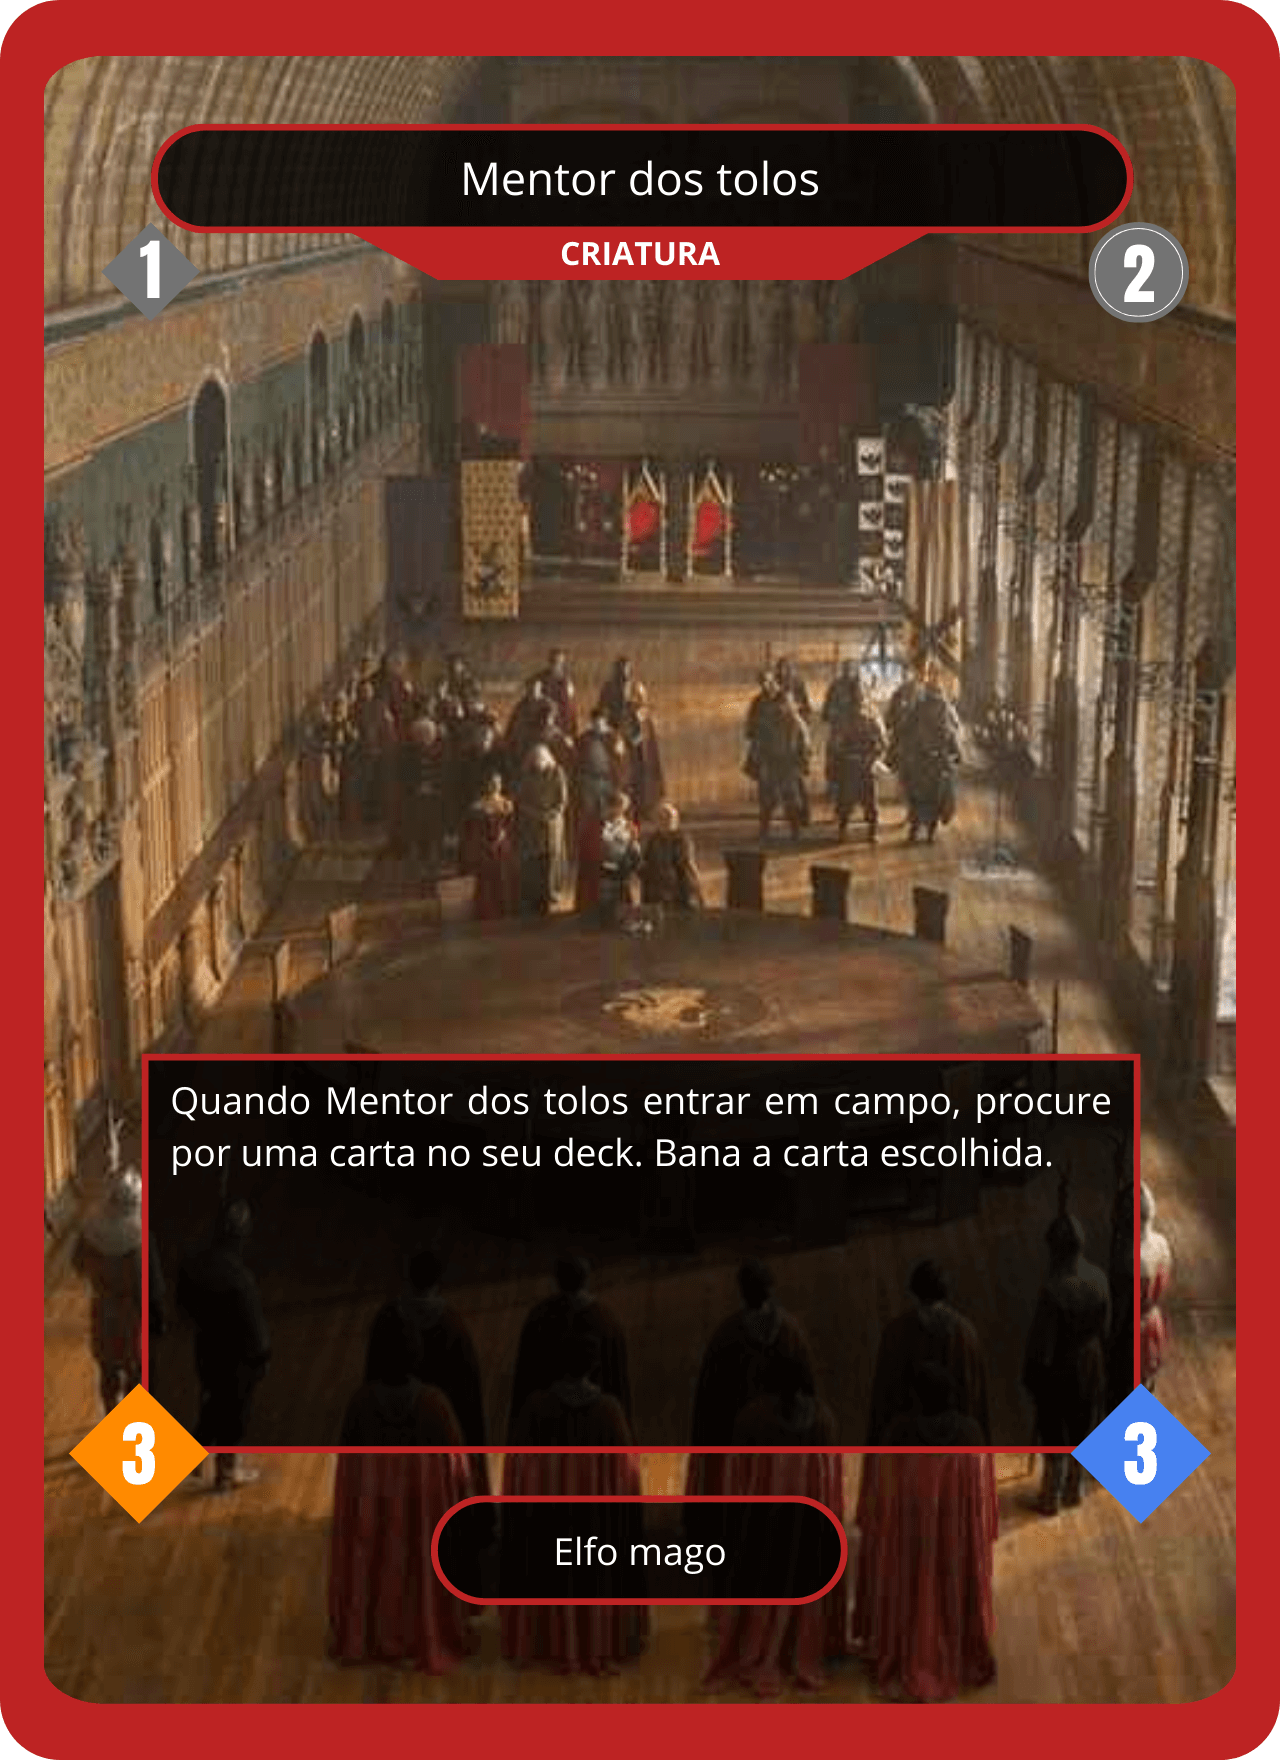 Mentor dos tolos
CRIATURA
1
2
Quando Mentor dos tolos entrar em campo, procure
por uma carta no seu deck. Bana a carta escolhida.
3
3
Elfo mago